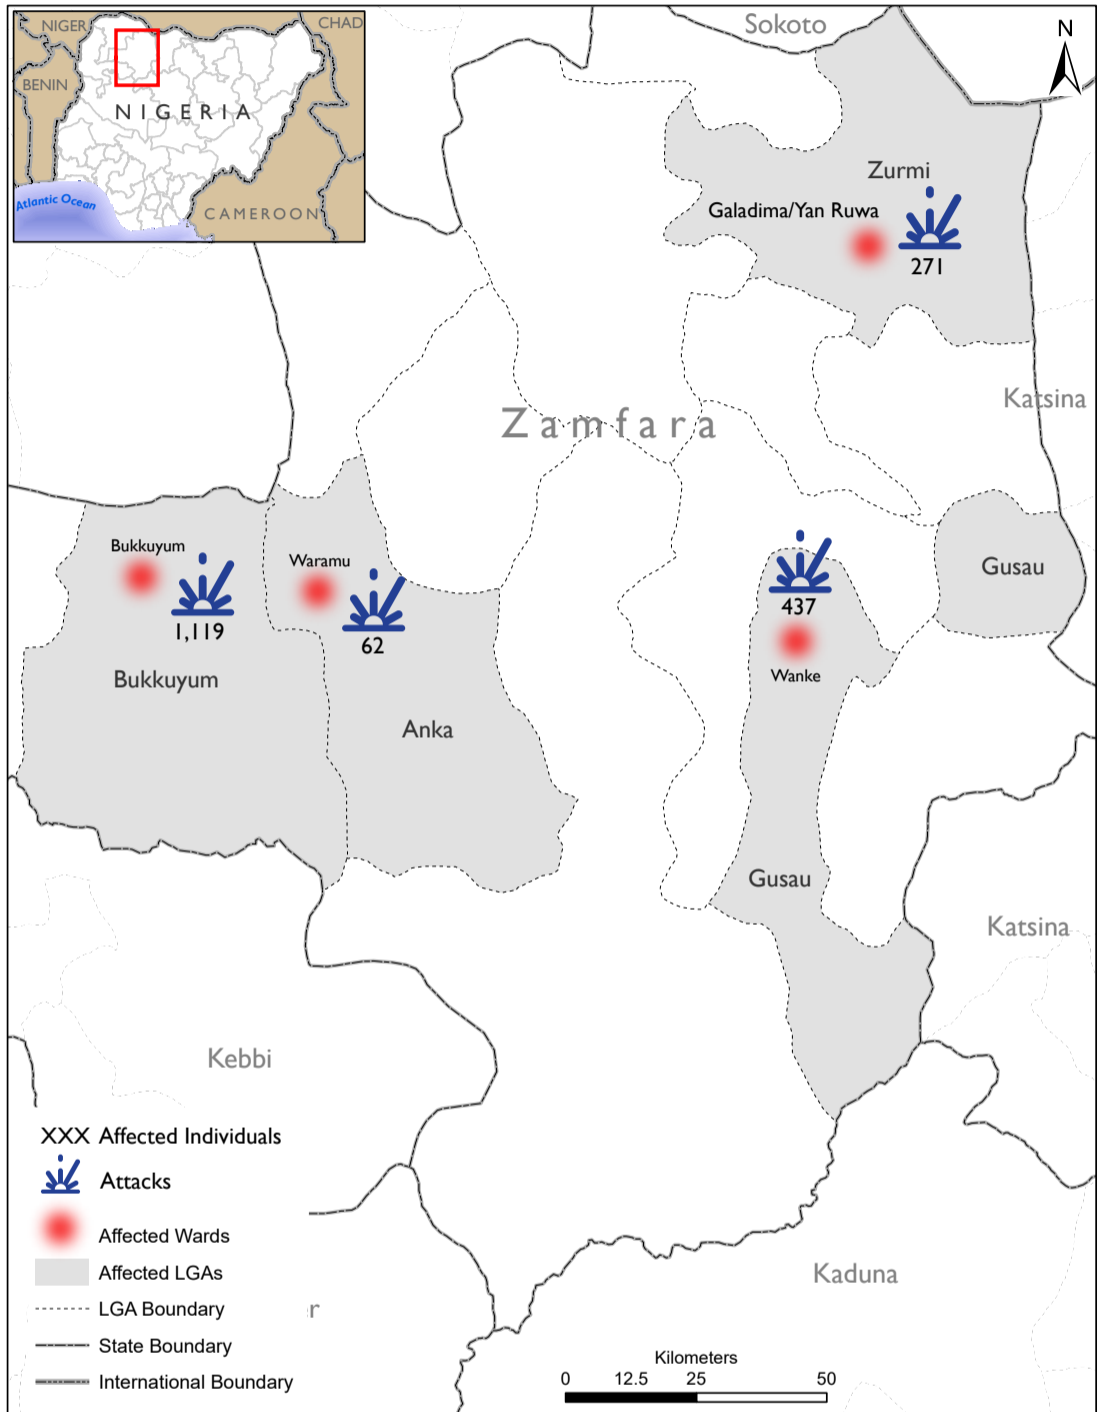 NIGER
CHAD
BENIN
NIGERIA
Atlantic Ocean
CAMEROON
Sokoto
N
Zurmi
Galadima/Yan Ruwa
271
Katsina
Zamfara
Bukkuyum
1,119
Bukkuyum
Waramu
62
Anka
437
Wanke
Gusau
Gusau
Katsina
Kebbi
Kaduna
XXX Affected Individuals
Attacks
Affected Wards
Affected LGAs
LGA Boundary
State Boundary
International Boundary
Kilometers
0 12.5 25 50